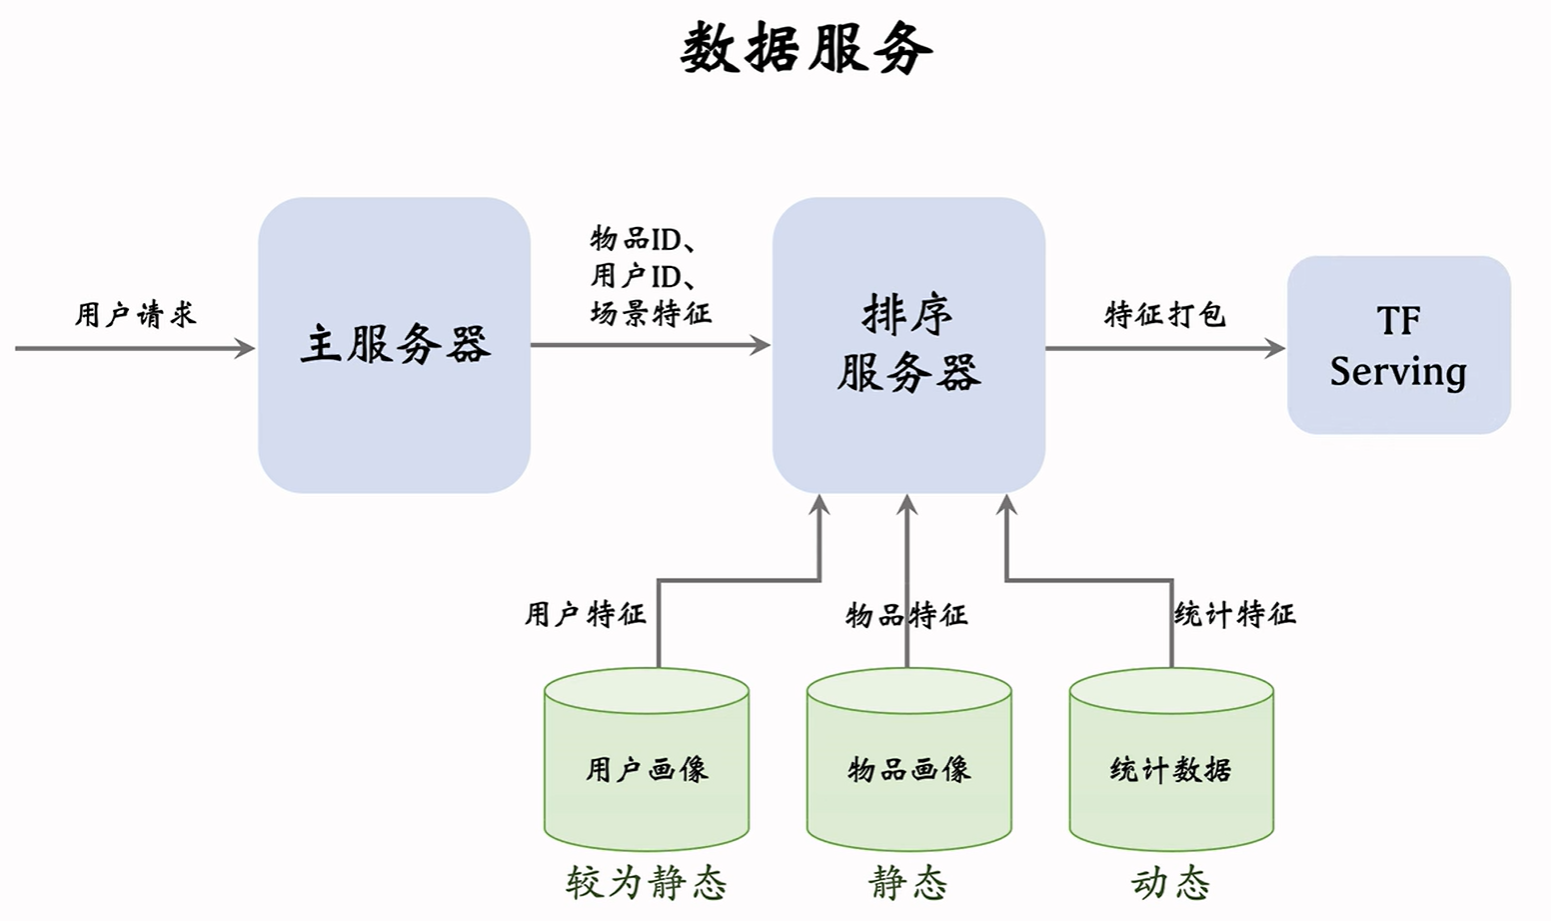 数据服务
用户请求
主服务器
物品ID、
用户ID、
场景特征
排序
服务器
特征打包
TF
Serving
用户特征
物品特征
统计特征
用户画像
物品画像
统计数据
较为静态
静态
动态